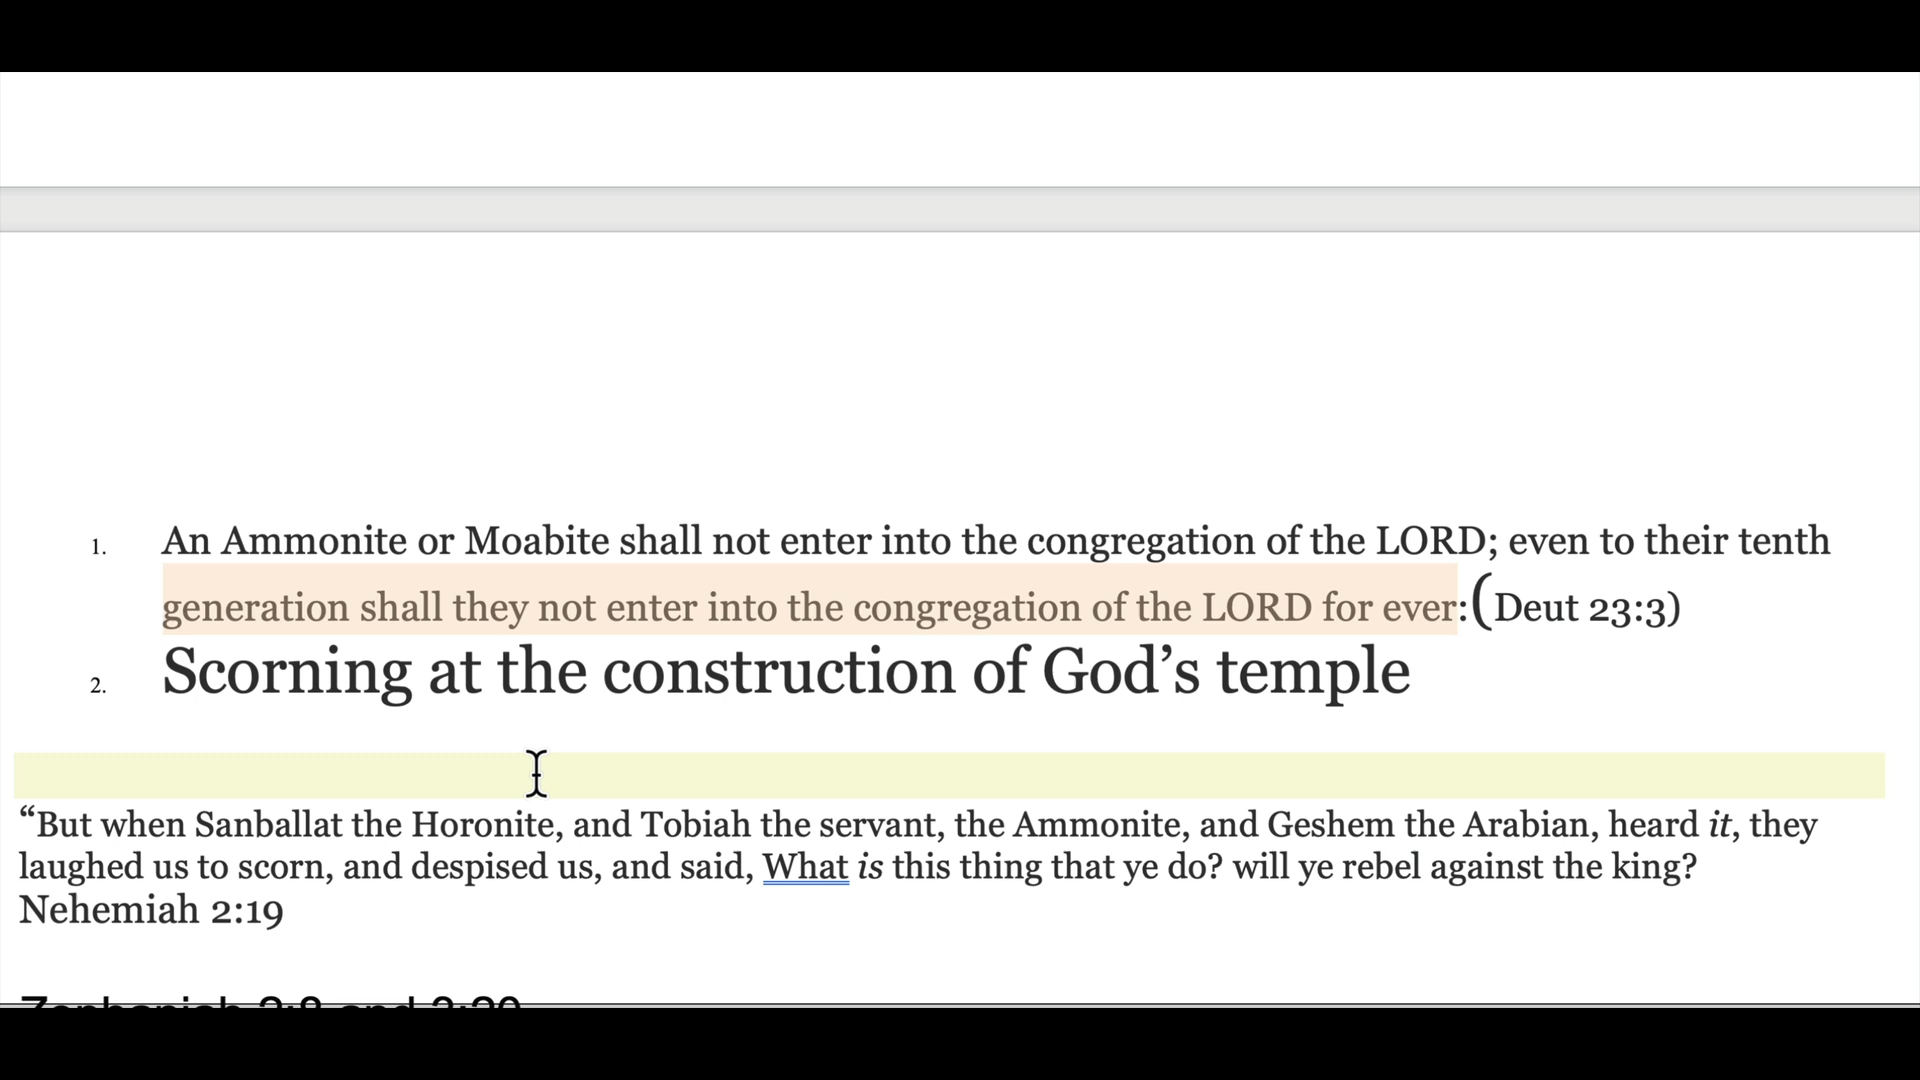 1. An Ammonite or Moabite shall not enter into the congregation of the LORD; even to their tenth
generation shall they not enter into the congregation of the LORD for ever:(Deut 23:3)
2. Scorning at the construction of God’s temple
“But when Sanballat the Horonite, and Tobiah the servant, the Ammonite, and Geshem the Arabian, heard it, they
laughed us to scorn, and despised us, and said, What is this thing that ye do? will ye rebel against the king?
Nehemiah 2:19